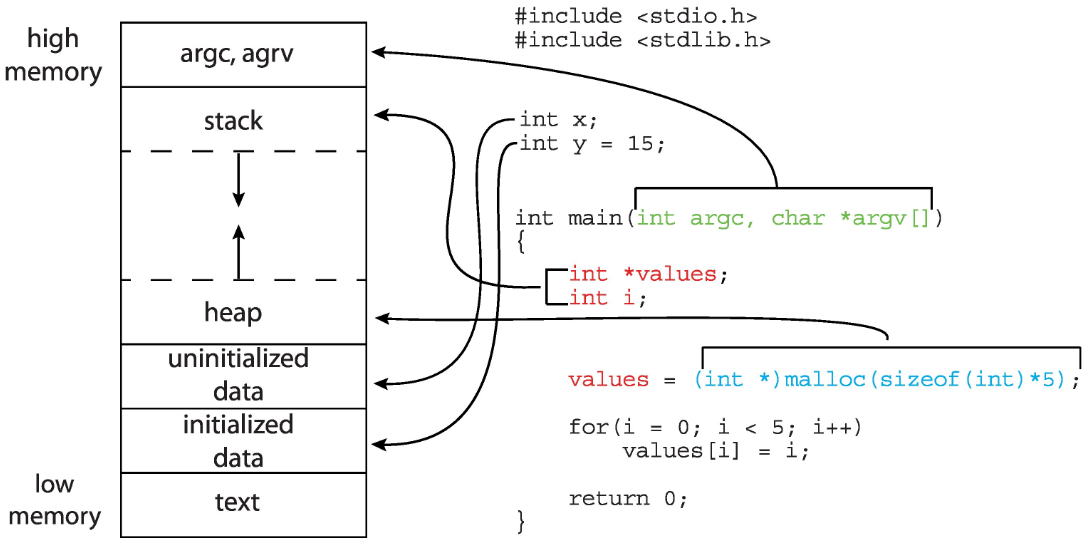 high
memory
argc, agrv
stack
heap
uninitialized
data
initialized
data
text
low
memory
#include <stdio.h>
#include <stdlib.h>
int x;
int y = 15;
int main(int argc, char *argv[])
{
int *values;
int i;
values = (int *)malloc(sizeof(int)*5);
for(i = 0; i < 5; i++)
values[i] = i;
return 0;
}